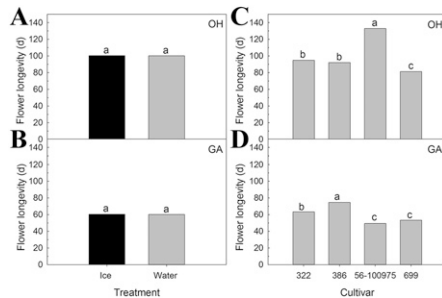 A
OH
Flower longevity (d)
140
120
100
80
60
40
20
0
a
a
B
GA
Flower longevity (d)
140
120
100
80
60
40
20
0
a
a
Ice
Water
Treatment
C
OH
Flower longevity (d)
140
120
100
80
60
40
20
0
b
b
a
c
D
GA
Flower longevity (d)
140
120
100
80
60
40
20
0
b
a
c
c
322
386
56-100975
699
Cultivar